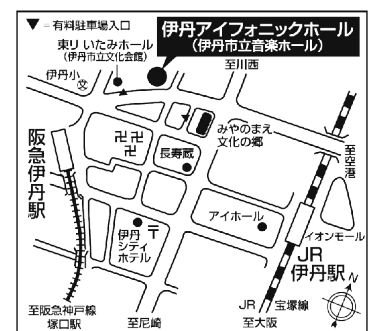 ▼=有料駐車場入口
伊丹アイフォニックホール
(伊丹市立音楽ホール)
東リ いたみホール
(伊丹市立文化会館)
至川西
伊丹小
文
みやのまえ
文化の郷
至空港
卍卍
卍
長寿蔵
阪急伊丹駅
アイホール
イオンモール
伊丹
シティ
ホテル
〒
JR
伊丹駅
N
至阪急神戸線
塚口駅
至尼崎
JR 宝塚線
至大阪